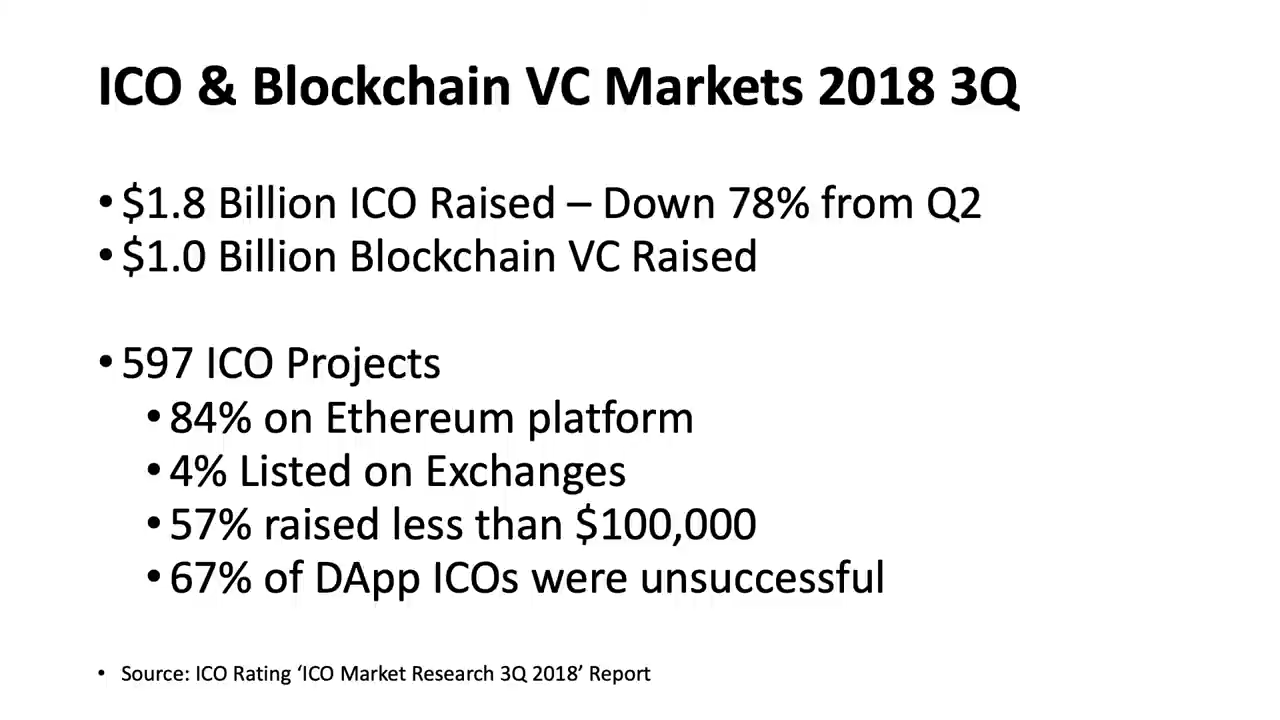 ICO & Blockchain VC Markets 2018 3Q
• $1.8 Billion ICO Raised – Down 78% from Q2
• $1.0 Billion Blockchain VC Raised
• 597 ICO Projects
• 84% on Ethereum platform
• 4% Listed on Exchanges
• 57% raised less than $100,000
• 67% of DApp ICOs were unsuccessful
• Source: ICO Rating ‘ICO Market Research 3Q 2018’ Report